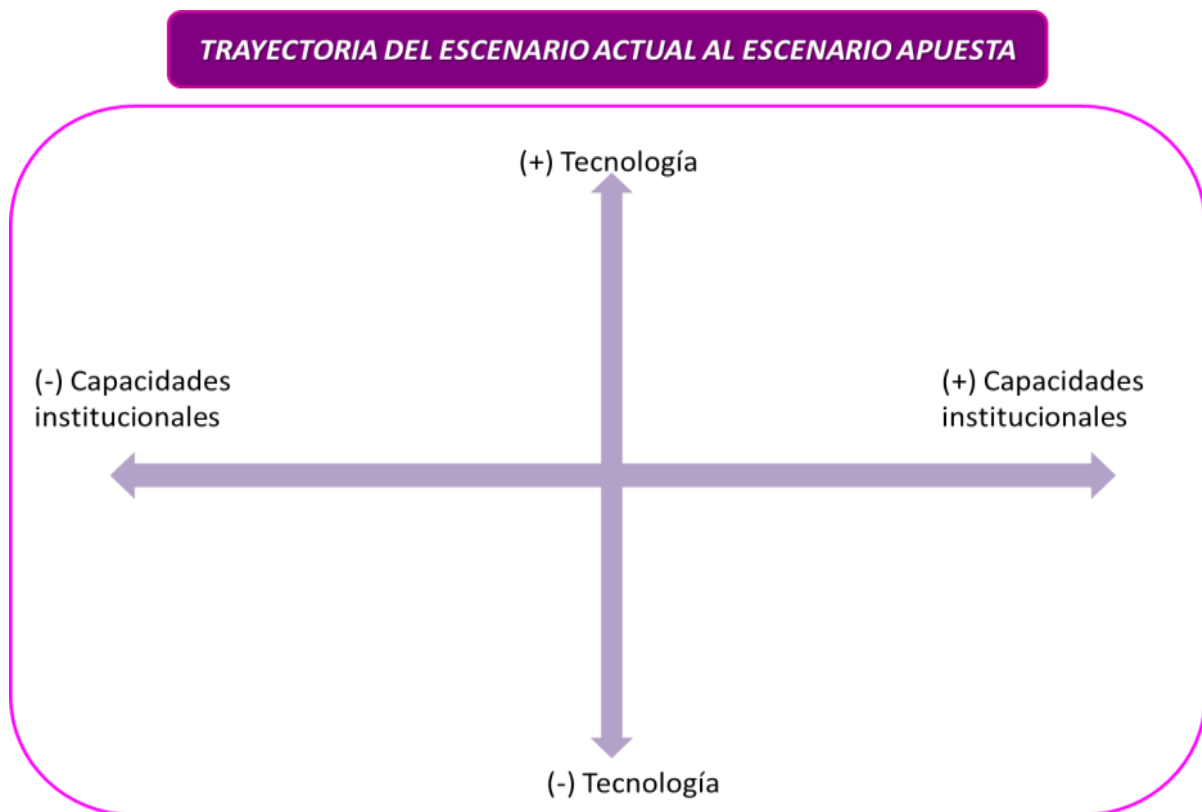 TRAYECTORIA DEL ESCENARIO ACTUAL AL ESCENARIO APUESTA
(+) Tecnología
(-) Capacidades
institucionales
(+) Capacidades
institucionales
(-) Tecnología